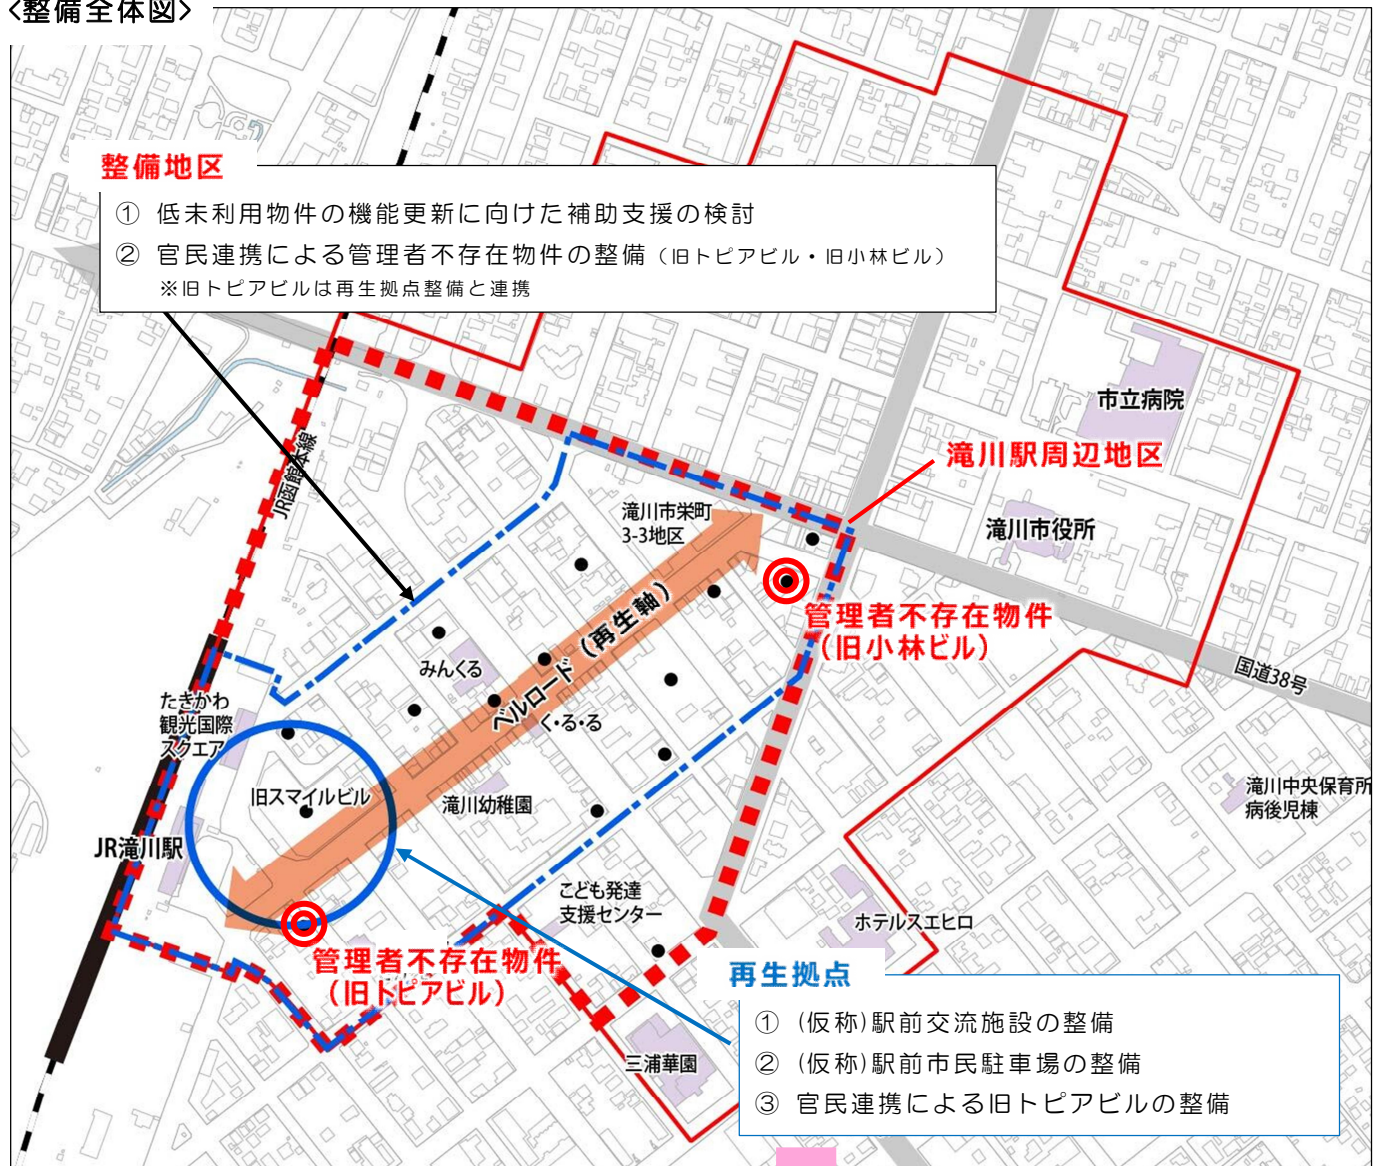 <整備全体図>
整備地区
① 低未利用物件の機能更新に向けた補助支援の検討
② 官民連携による管理者不存在物件の整備（旧トピアビル・旧小林ビル）
※旧トピアビルは再生拠点整備と連携
市立病院
滝川駅周辺地区
JR函館本線
滝川市栄町
3-3地区
滝川市役所
管理者不存在物件
（旧小林ビル）
国道38号
ベルロード（再生軸）
みんくる
く・る・る
たきかわ
観光国際
スクエア
旧スマイルビル
滝川幼稚園
滝川中央保育所
病後児棟
JR滝川駅
こども発達
支援センター
ホテルスエヒロ
管理者不存在物件
（旧トピアビル）
三浦華園
再生拠点
① (仮称)駅前交流施設の整備
② (仮称)駅前市民駐車場の整備
③ 官民連携による旧トピアビルの整備